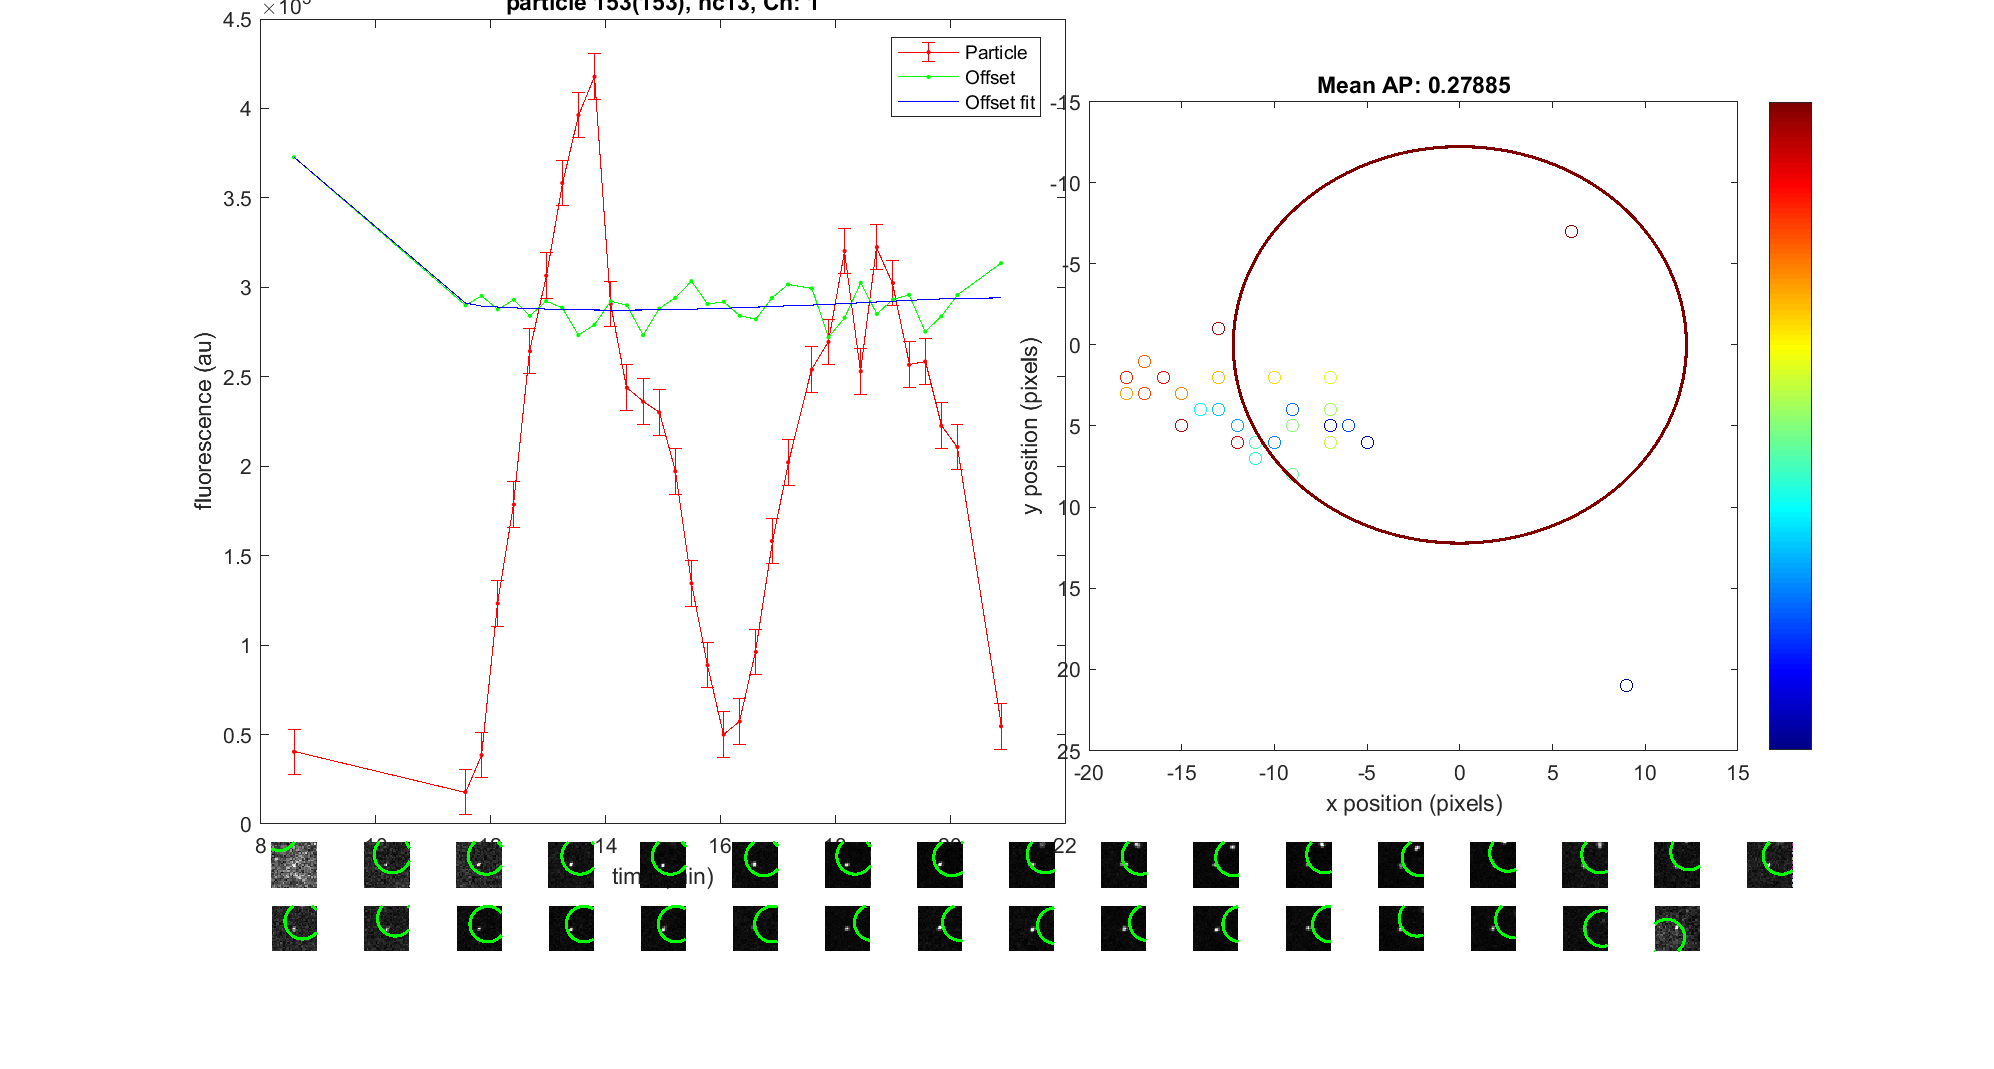 particle 153(153), nc13, Ch: 1
×10
4.5
4
3.5
3
2.5
2
1.5
1
0.5
0
fluorescence (au)
8 14 16 22
Particle
Offset
Offset fit
Mean AP: 0.27885
-15
-10
-5
0
5
10
15
20
25
y position (pixels)
-20 -15 -10 -5 0 5 10 15
x position (pixels)